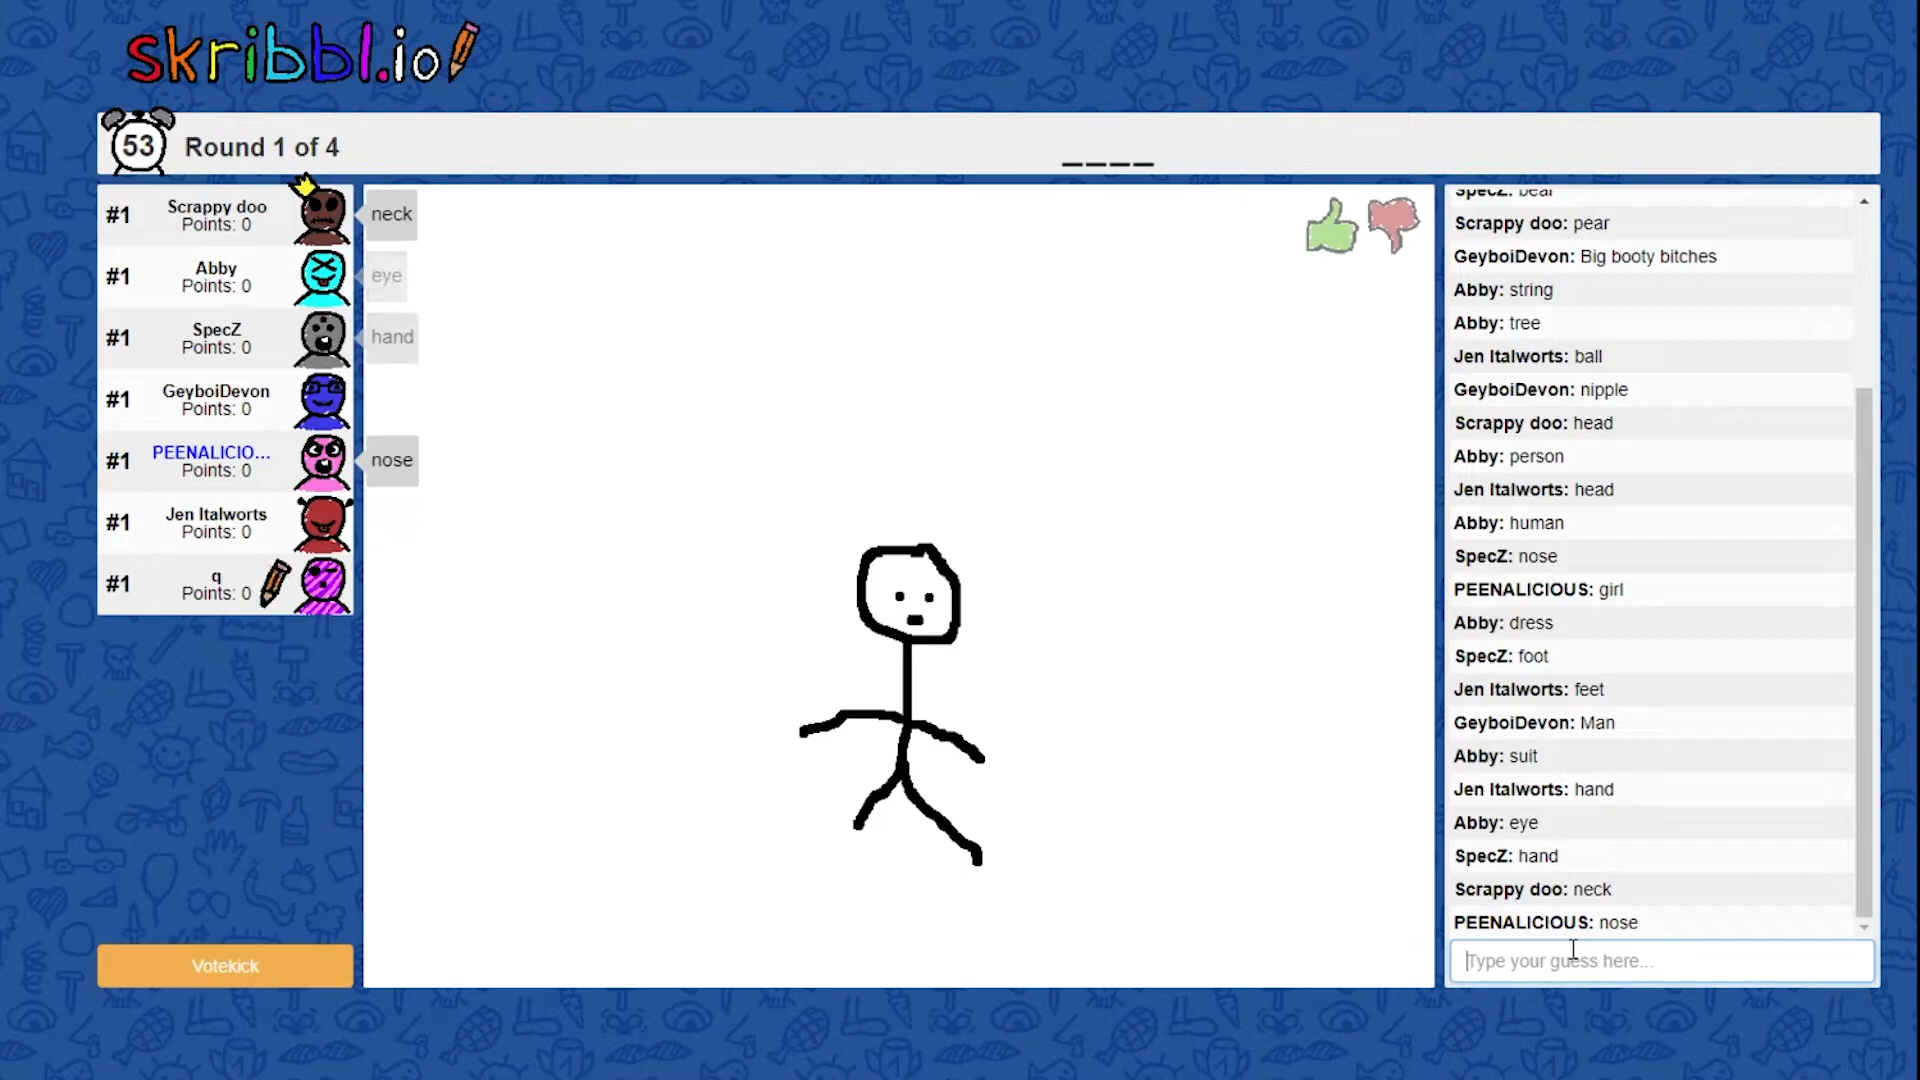 skribbl.io
53
Round 1 of 4
____
#1 Scrappy doo
Points: 0
neck
#1 Abby
Points: 0
eye
#1 SpecZ
Points: 0
hand
#1 GeyboiDevon
Points: 0
#1 PEENALICIO...
Points: 0
nose
#1 Jen Italworts
Points: 0
#1 q
Points: 0
Votekick
SpecZ: bear
Scrappy doo: pear
GeyboiDevon: Big booty bitches
Abby: string
Abby: tree
Jen Italworts: ball
GeyboiDevon: nipple
Scrappy doo: head
Abby: person
Jen Italworts: head
Abby: human
SpecZ: nose
PEENALICIOUS: girl
Abby: dress
SpecZ: foot
Jen Italworts: feet
GeyboiDevon: Man
Abby: suit
Jen Italworts: hand
Abby: eye
SpecZ: hand
Scrappy doo: neck
PEENALICIOUS: nose
Type your guess here...